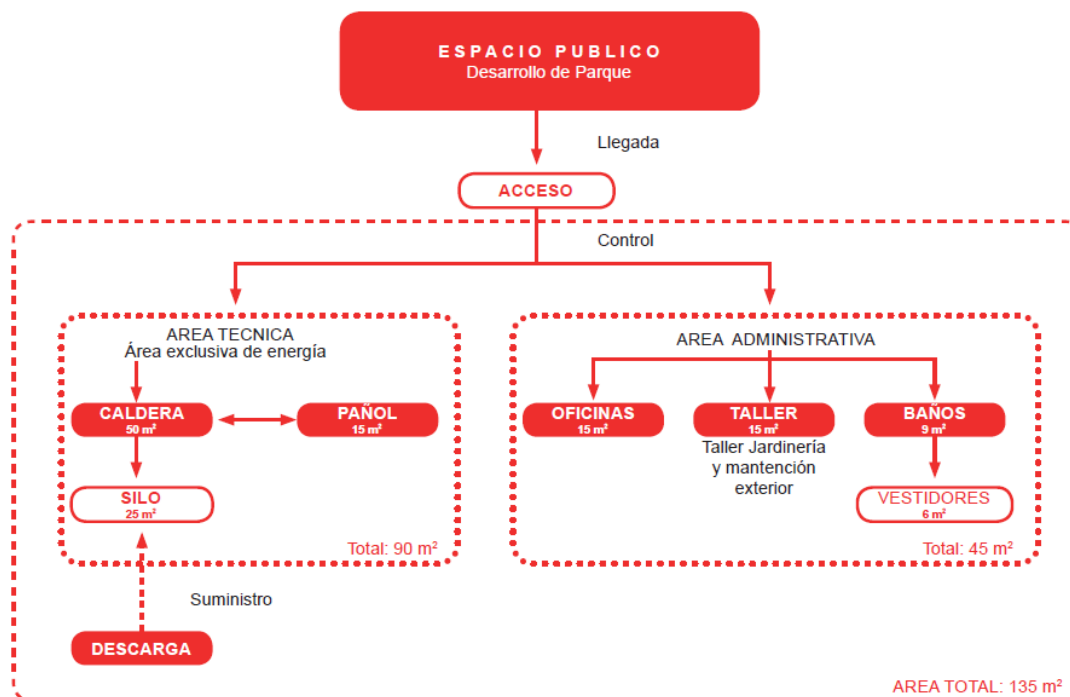 ESPACIO PUBLICO
Desarrollo de Parque
Llegada
ACCESO
Control
AREA TECNICA
Área exclusiva de energía
CALDERA
50 m²
PAÑOL
15 m²
SILO
25 m²
Total: 90 m²
AREA ADMINISTRATIVA
OFICINAS
15 m²
TALLER
15 m²
Taller Jardinería
y mantención
exterior
BAÑOS
9 m²
VESTIDORES
6 m²
Total: 45 m²
Suministro
DESCARGA
AREA TOTAL: 135 m²